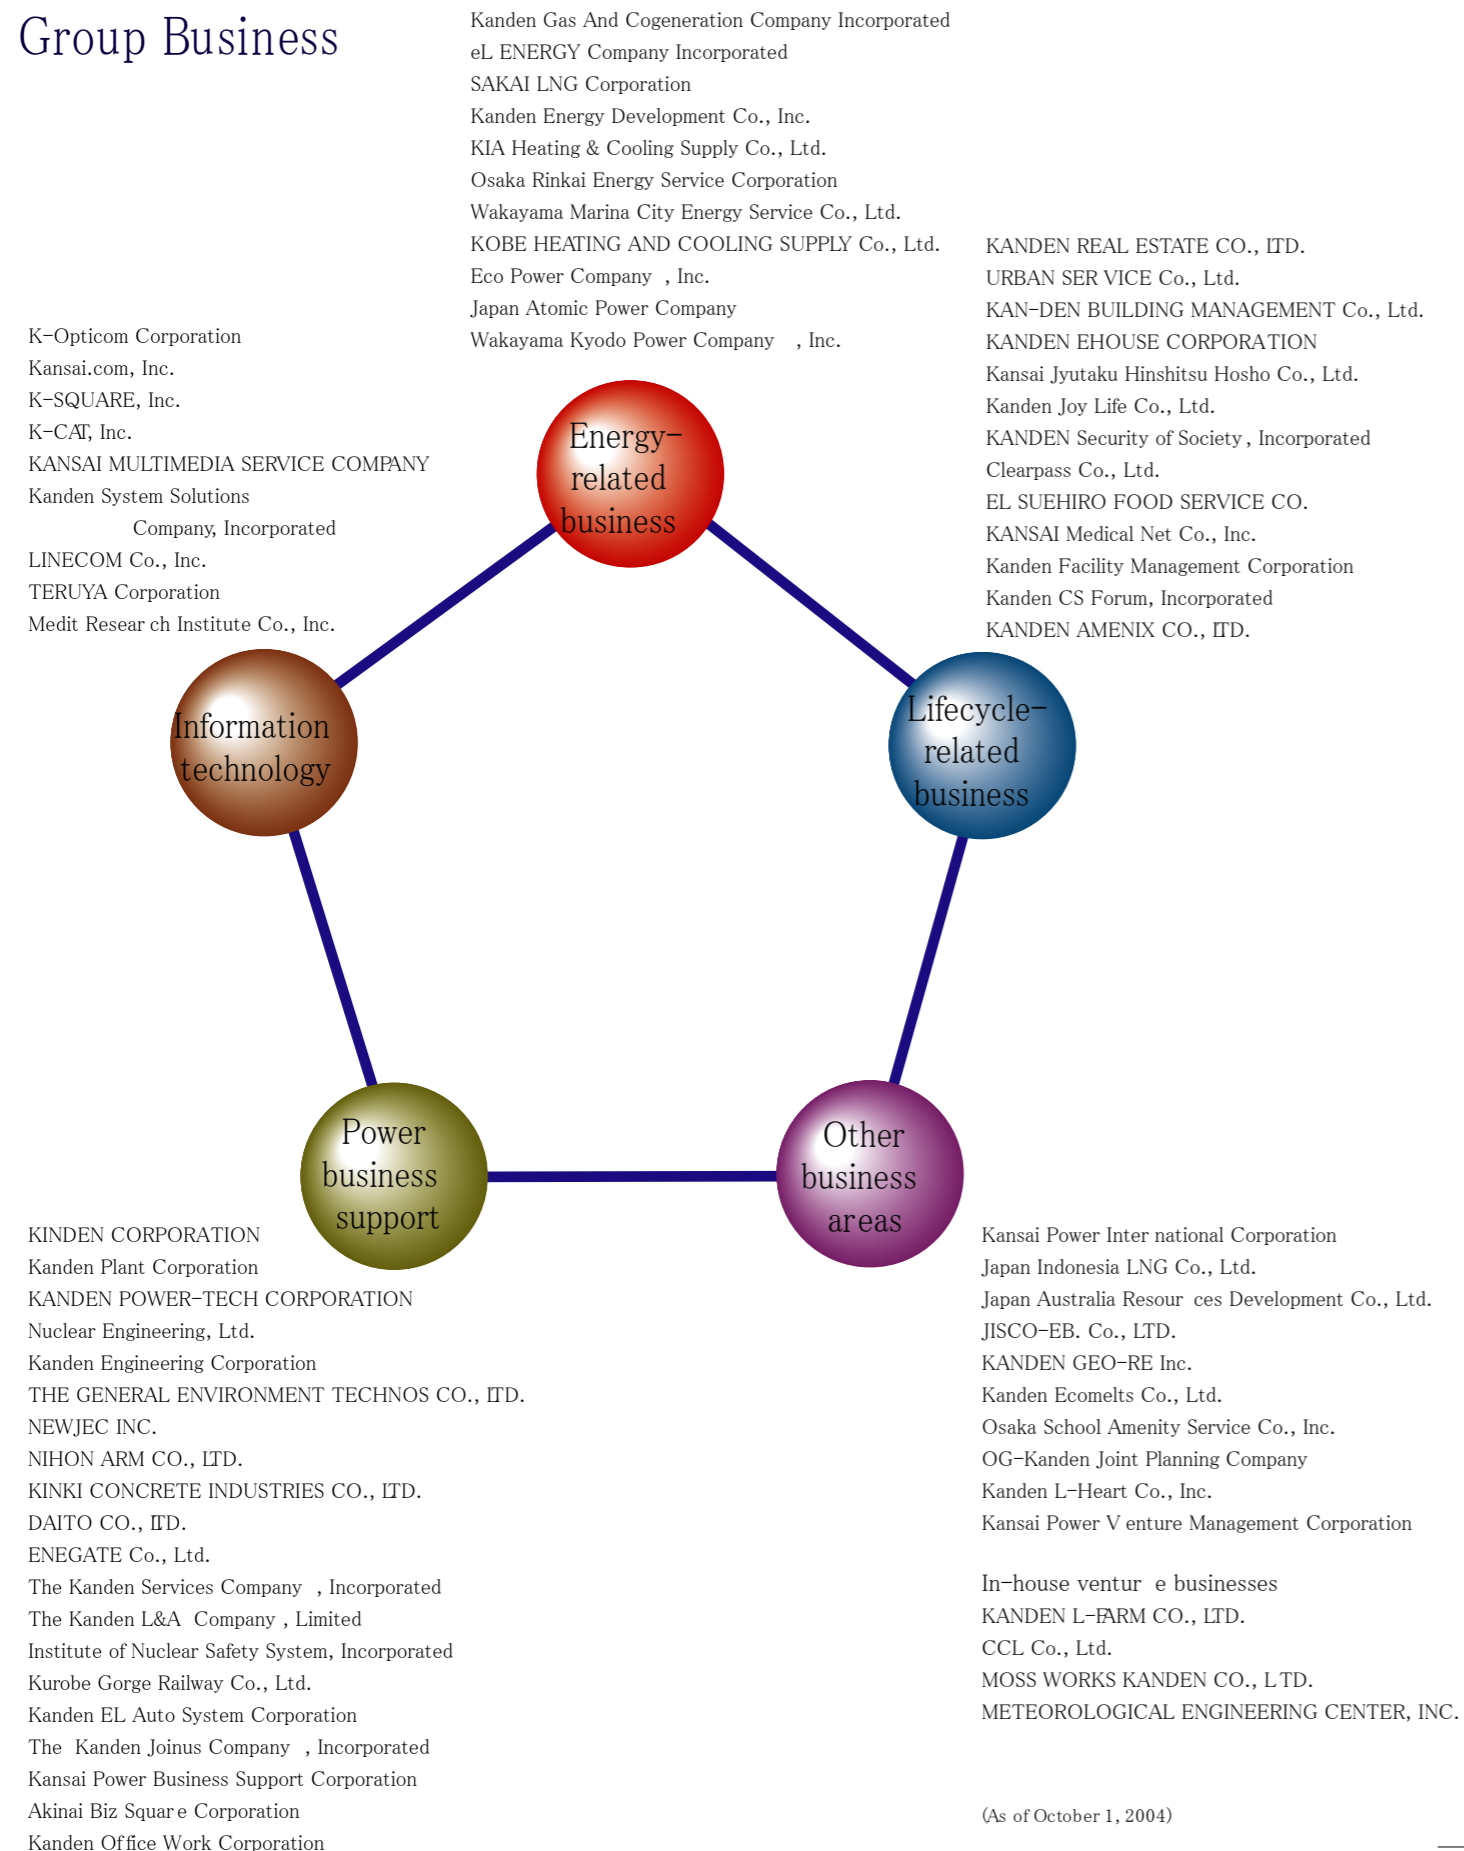 Group Business
Kanden Gas And Cogeneration Company Incorporated
eL ENERGY Company Incorporated
SAKAI LNG Corporation
Kanden Energy Development Co., Inc.
KIA Heating & Cooling Supply Co., Ltd.
Osaka Rinkai Energy Service Corporation
Wakayama Marina City Energy Service Co., Ltd.
KOBE HEATING AND COOLING SUPPLY Co., Ltd.
Eco Power Company , Inc.
Japan Atomic Power Company
Wakayama Kyodo Power Company , Inc.
KANDEN REAL ESTATE CO., LTD.
URBAN SER VICE Co., Ltd.
KAN-DEN BUILDING MANAGEMENT Co., Ltd.
KANDEN EHOUSE CORPORATION
Kansai Jyutaku Hinshitsu Hosho Co., Ltd.
Kanden Joy Life Co., Ltd.
KANDEN Security of Society , Incorporated
Clearpass Co., Ltd.
EL SUEHIRO FOOD SERVICE CO.
KANSAI Medical Net Co., Inc.
Kanden Facility Management Corporation
Kanden CS Forum, Incorporated
KANDEN AMENIX CO., LTD.
K-Opticom Corporation
Kansai.com, Inc.
K-SQUARE, Inc.
K-CAT, Inc.
KANSAI MULTIMEDIA SERVICE COMPANY
Kanden System Solutions
Company, Incorporated
LINECOM Co., Inc.
TERUYA Corporation
Medit Resear ch Institute Co., Inc.
Energy-
related
business
Information
technology
Lifecycle-
related
business
Power
business
support
Other
business
areas
KINDEN CORPORATION
Kanden Plant Corporation
KANDEN POWER-TECH CORPORATION
Nuclear Engineering, Ltd.
Kanden Engineering Corporation
THE GENERAL ENVIRONMENT TECHNOS CO., LTD.
NEWJEC INC.
NIHON ARM CO., LTD.
KINKI CONCRETE INDUSTRIES CO., LTD.
DAITO CO., LTD.
ENEGATE Co., Ltd.
The Kanden Services Company , Incorporated
The Kanden L&A Company , Limited
Institute of Nuclear Safety System, Incorporated
Kurobe Gorge Railway Co., Ltd.
Kanden EL Auto System Corporation
The Kanden Joinus Company , Incorporated
Kansai Power Business Support Corporation
Akinai Biz Squar e Corporation
Kanden Office Work Corporation
Kansai Power Inter national Corporation
Japan Indonesia LNG Co., Ltd.
Japan Australia Resour ces Development Co., Ltd.
JISCO-EB. Co., LTD.
KANDEN GEO-RE Inc.
Kanden Ecomelts Co., Ltd.
Osaka School Amenity Service Co., Inc.
OG-Kanden Joint Planning Company
Kanden L-Heart Co., Inc.
Kansai Power V enture Management Corporation
In-house ventur e businesses
KANDEN L-FARM CO., LTD.
CCL Co., Ltd.
MOSS WORKS KANDEN CO., L TD.
METEOROLOGICAL ENGINEERING CENTER, INC.
(As of October 1, 2004)